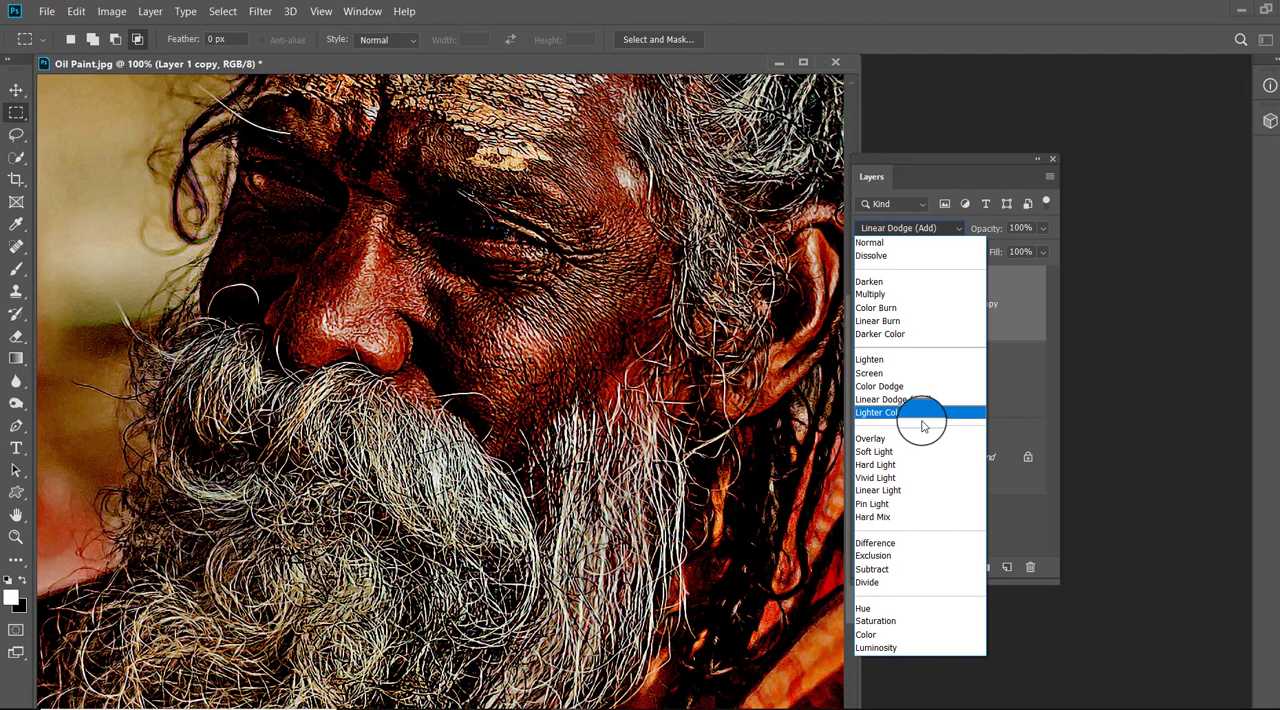 Ps File Edit Image Layer Type Select Filter 3D View Window Help
Feather: 0 px Anti-alias Style: Normal Width: Height: Select and Mask...
Ps Oil Paint.jpg @ 100% (Layer 1 copy, RGB/8) *
Layers
Kind
Linear Dodge (Add) Opacity: 100%
Normal
Fill: 100%
Dissolve
Darken
Multiply
Color Burn
Linear Burn
Darker Color
Lighten
Screen
Color Dodge
Linear Dodge
Lighter Col
Overlay
Soft Light
Hard Light
Vivid Light
Linear Light
Pin Light
Hard Mix
Difference
Exclusion
Subtract
Divide
Hue
Saturation
Color
Luminosity